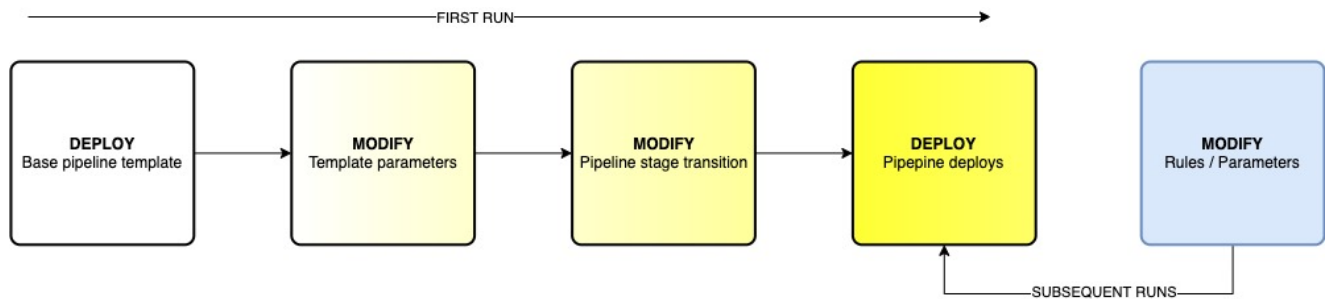 FIRST RUN
DEPLOY
Base pipeline template
MODIFY
Template parameters
MODIFY
Pipeline stage transition
DEPLOY
Pipepine deploys
MODIFY
Rules / Parameters
SUBSEQUENT RUNS